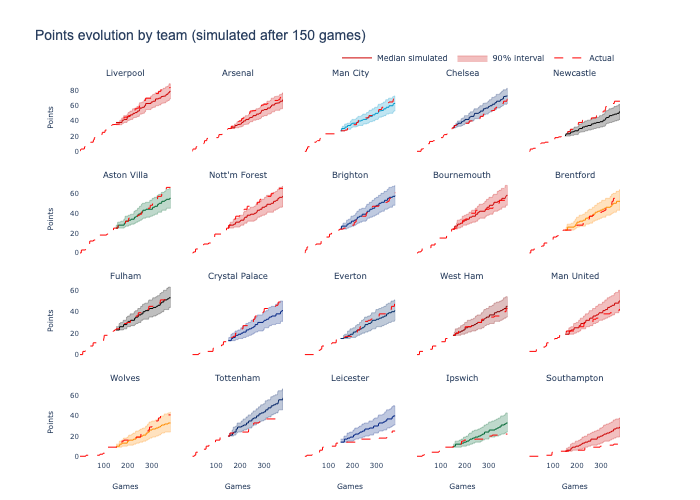 Points evolution by team (simulated after 150 games)
Median simulated 90% interval Actual
Liverpool Arsenal Man City Chelsea Newcastle
80
60
40
20
0
Points
Aston Villa Nott'm Forest Brighton Bournemouth Brentford
60
40
20
0
Points
Fulham Crystal Palace Everton West Ham Man United
60
40
20
0
Points
Wolves Tottenham Leicester Ipswich Southampton
60
40
20
0
Points
100 200 300 100 200 300 100 200 300 100 200 300 100 200 300
Games Games Games Games Games